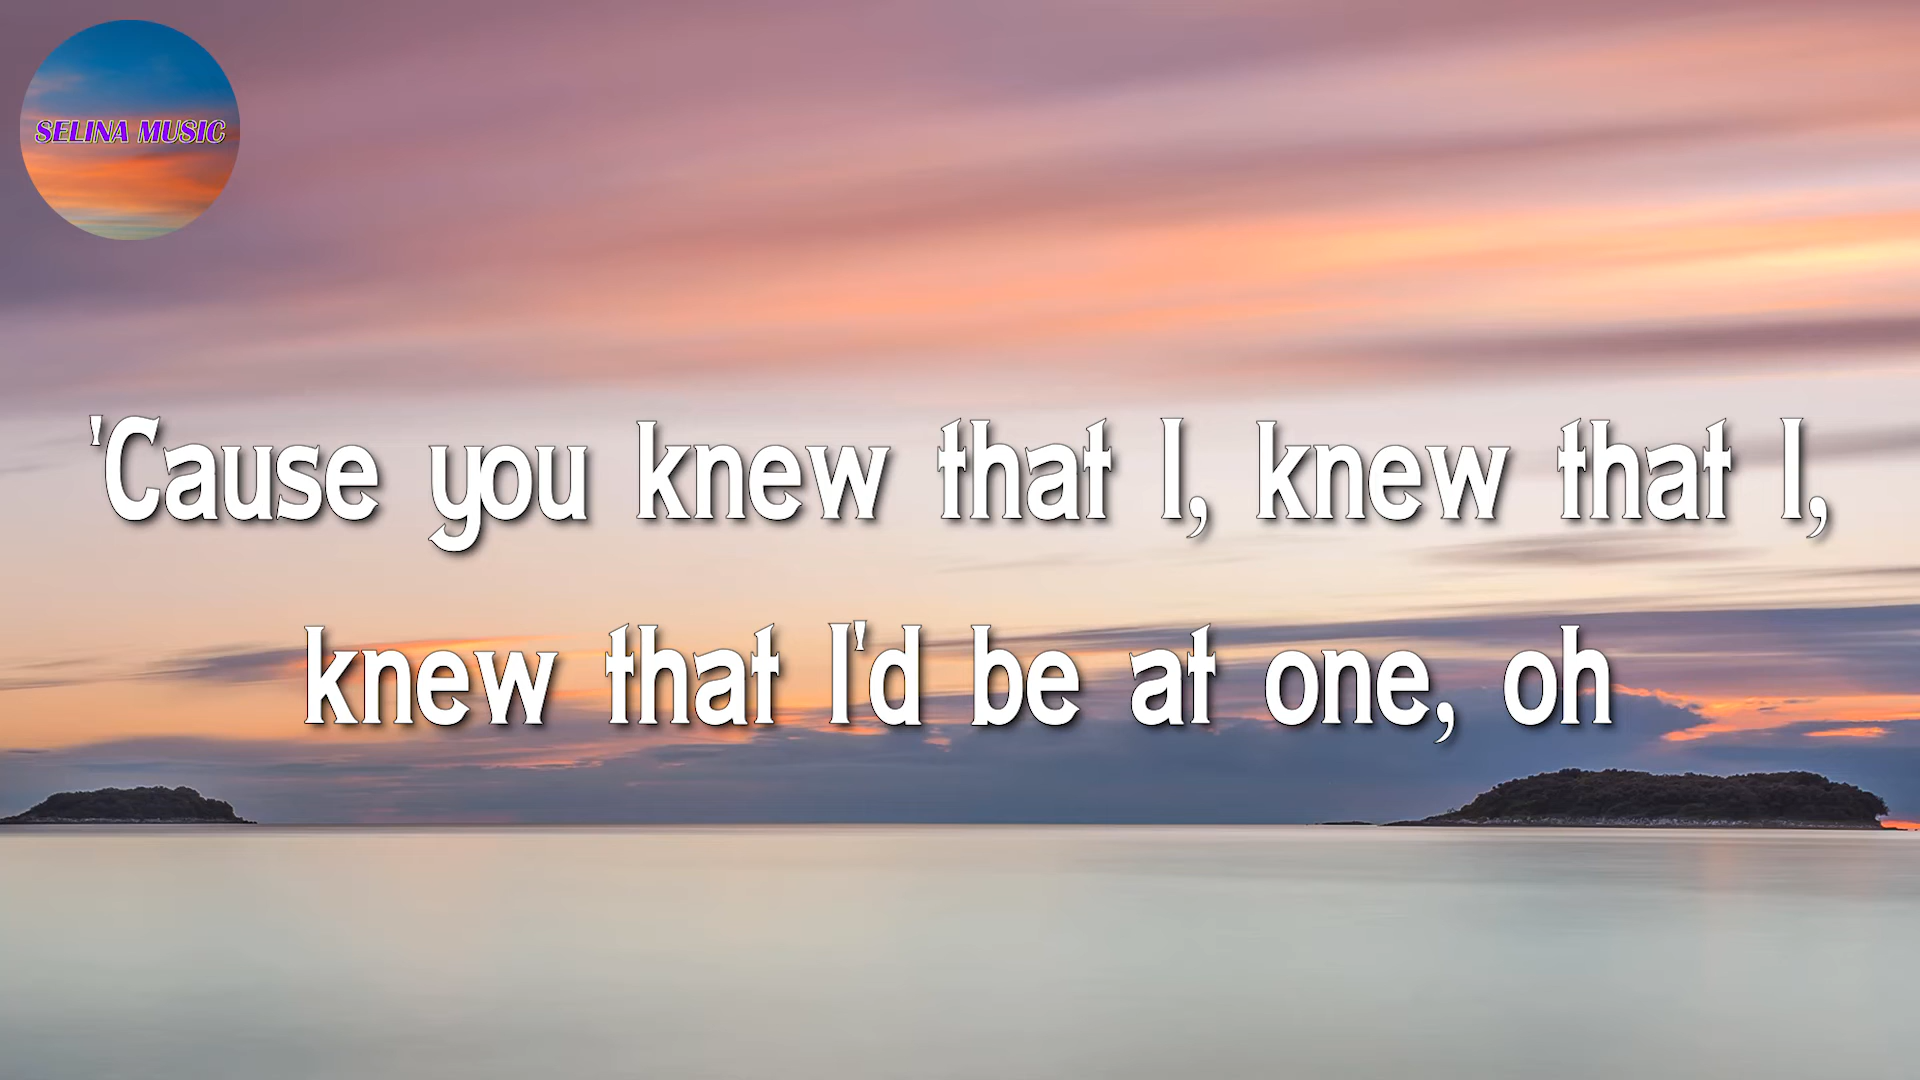 SELINA MUSIC
'Cause you knew that I, knew that I,
knew that I'd be at one, oh